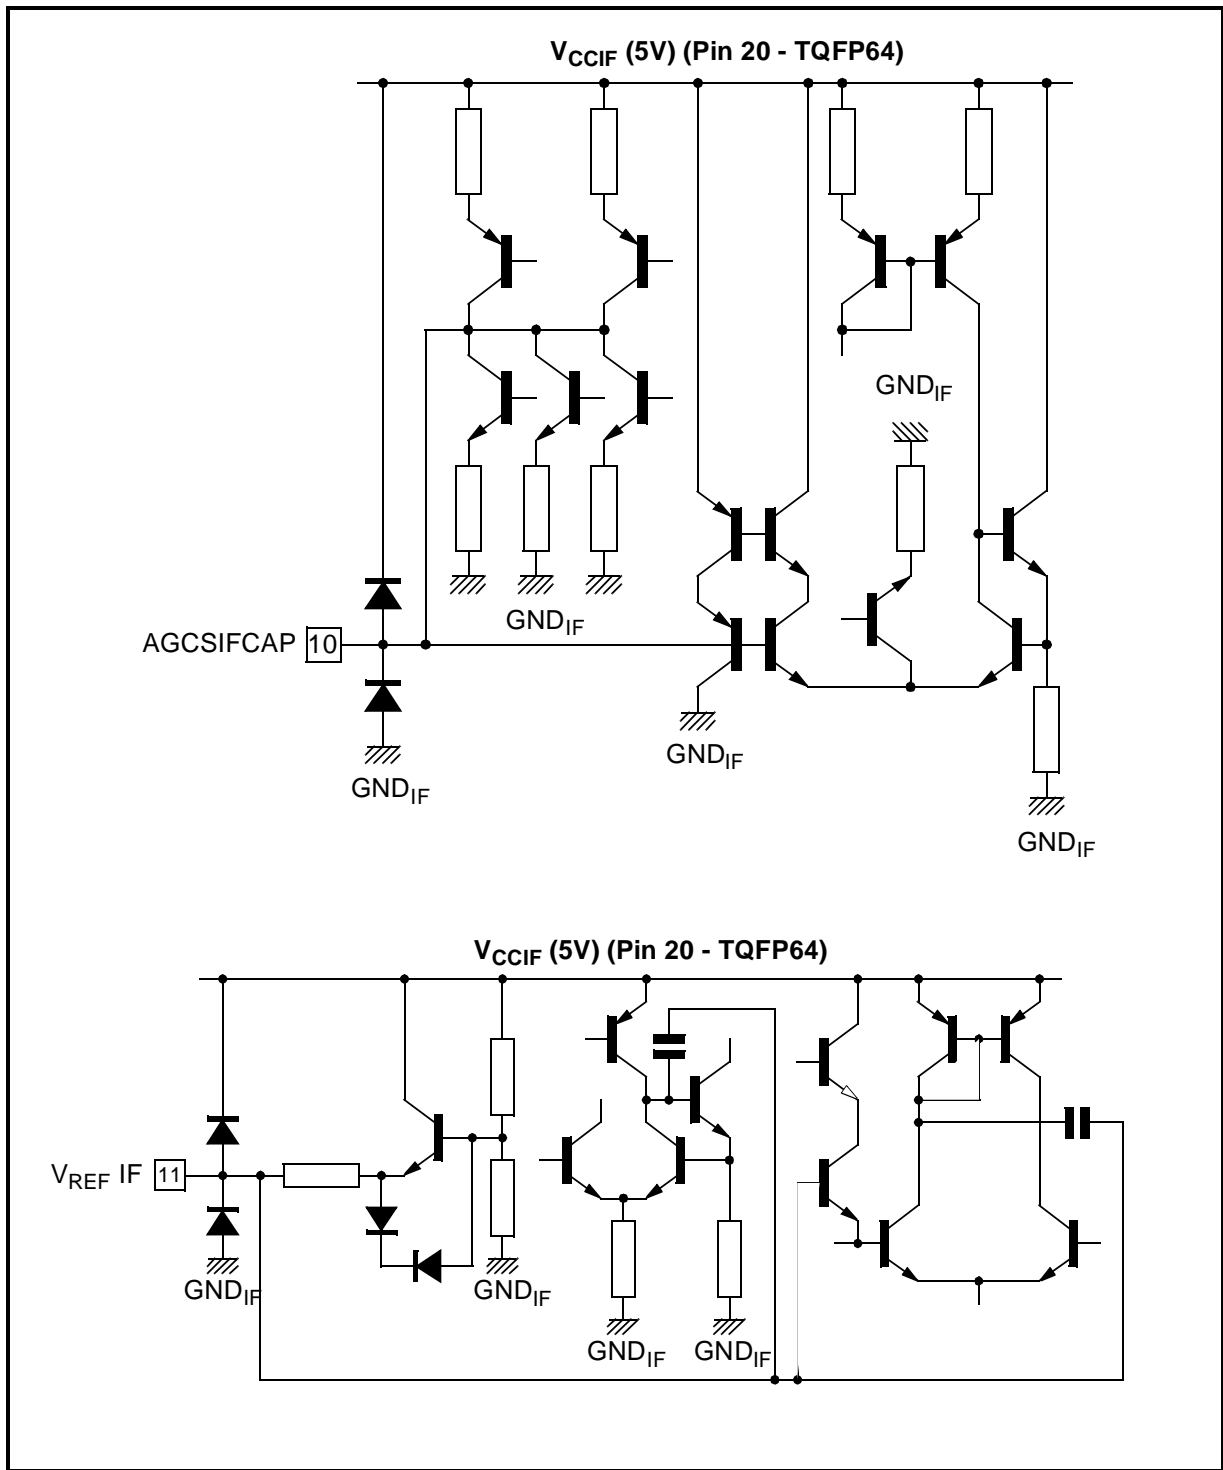 VCCIF (5V) (Pin 20 - TQFP64)
GNDIF
GNDIF
AGCSIFCAP 10
GNDIF
GNDIF
GNDIF
VCCIF (5V) (Pin 20 - TQFP64)
VREF IF 11
GNDIF
GNDIF
GNDIF
GNDIF